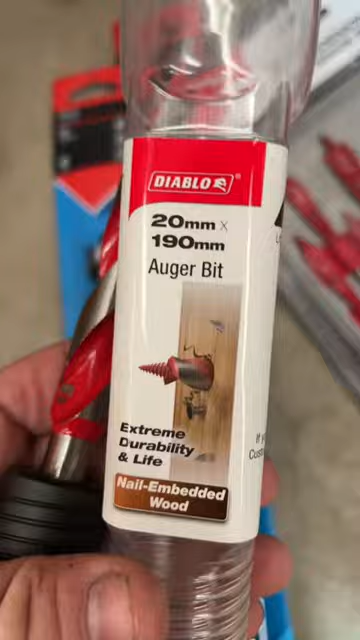 DIABLO
20mm x
190mm
Auger Bit
Extreme
Durability
& Life
Nail-Embedded
Wood